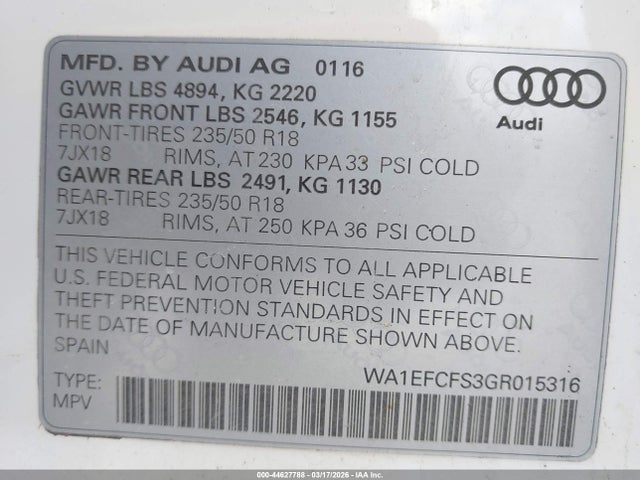 MFD. BY AUDI AG 0116
GVWR LBS 4894, KG 2220
GAWR FRONT LBS 2546, KG 1155
FRONT-TIRES 235/50 R18
7JX18 RIMS, AT 230 KPA 33 PSI COLD
GAWR REAR LBS 2491, KG 1130
REAR-TIRES 235/50 R18
7JX18 RIMS, AT 250 KPA 36 PSI COLD
Audi
THIS VEHICLE CONFORMS TO ALL APPLICABLE
U.S. FEDERAL MOTOR VEHICLE SAFETY AND
THEFT PREVENTION STANDARDS IN EFFECT ON
THE DATE OF MANUFACTURE SHOWN ABOVE.
SPAIN
TYPE: WA1EFCFS3GR015316
MPV
000-44627788 - 03/17/2026 - IAA Inc.